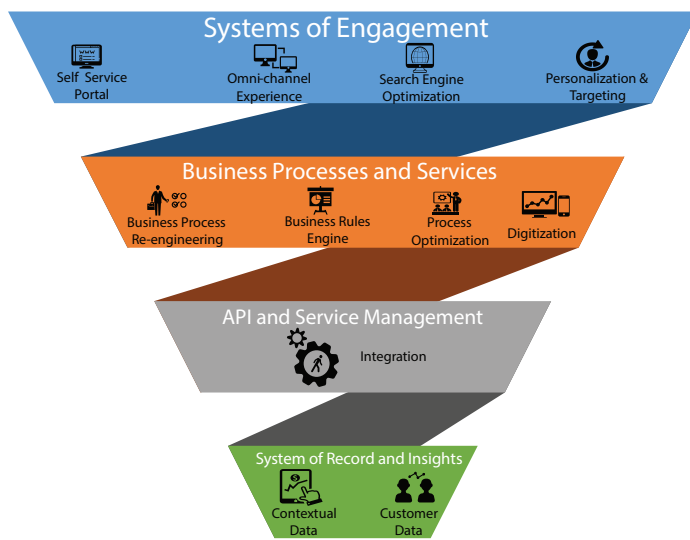 Systems of Engagement
Self Service
Portal
Omni-channel
Experience
Search Engine
Optimization
Personalization &
Targeting
Business Processes and Services
Business Process
Re-engineering
Business Rules
Engine
Process
Optimization
Digitization
API and Service Management
Integration
System of Record and Insights
Contextual
Data
Customer
Data